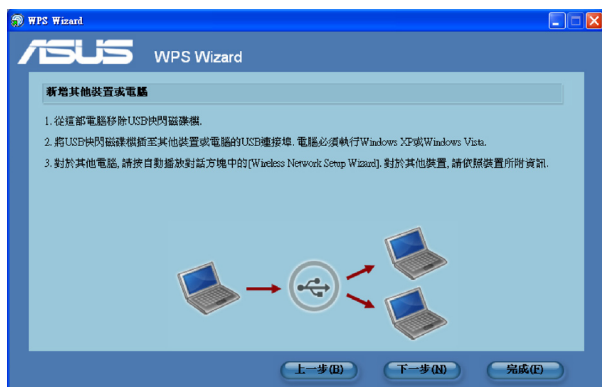 WPS Wizard
ASUS WPS Wizard
新增其他裝置或電腦
1. 從這部電腦移除USB快閃磁碟機.
2. 將USB快閃磁碟機插至其他裝置或電腦的USB連接埠. 電腦必須執行Windows XP或Windows Vista.
3. 對於其他電腦, 請按自動播放對話方塊中的[Wireless Network Setup Wizard]. 對於其他裝置, 請依照裝置所附資訊.
上一步(B) 下一步(N) 完成(F)